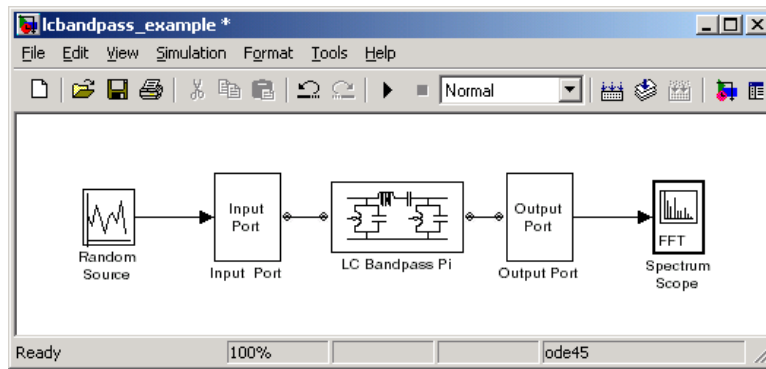 lcbandpass_example *
File Edit View Simulation Format Tools Help
Normal
Input
Port
Output
Port
FFT
Random
Source
Input Port
LC Bandpass Pi
Output Port
Spectrum
Scope
Ready 100% ode45